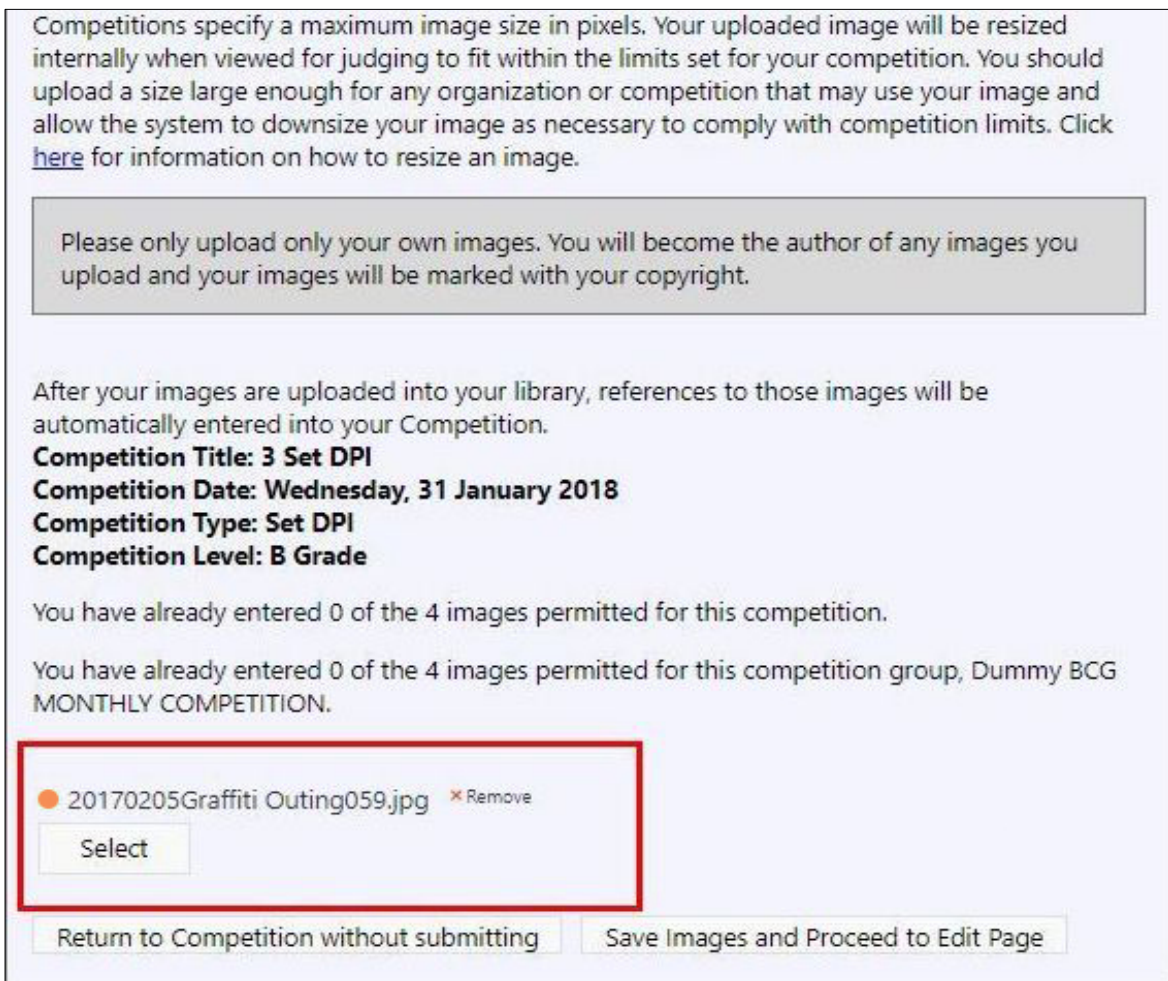 Competitions specify a maximum image size in pixels. Your uploaded image will be resized
internally when viewed for judging to fit within the limits set for your competition. You should
upload a size large enough for any organization or competition that may use your image and
allow the system to downsize your image as necessary to comply with competition limits. Click
here for information on how to resize an image.
Please only upload only your own images. You will become the author of any images you
upload and your images will be marked with your copyright.
After your images are uploaded into your library, references to those images will be
automatically entered into your Competition.
Competition Title: 3 Set DPI
Competition Date: Wednesday, 31 January 2018
Competition Type: Set DPI
Competition Level: B Grade
You have already entered 0 of the 4 images permitted for this competition.
You have already entered 0 of the 4 images permitted for this competition group, Dummy BCG
MONTHLY COMPETITION.
20170205Graffiti Outing059.jpg × Remove
Select
Return to Competition without submitting Save Images and Proceed to Edit Page